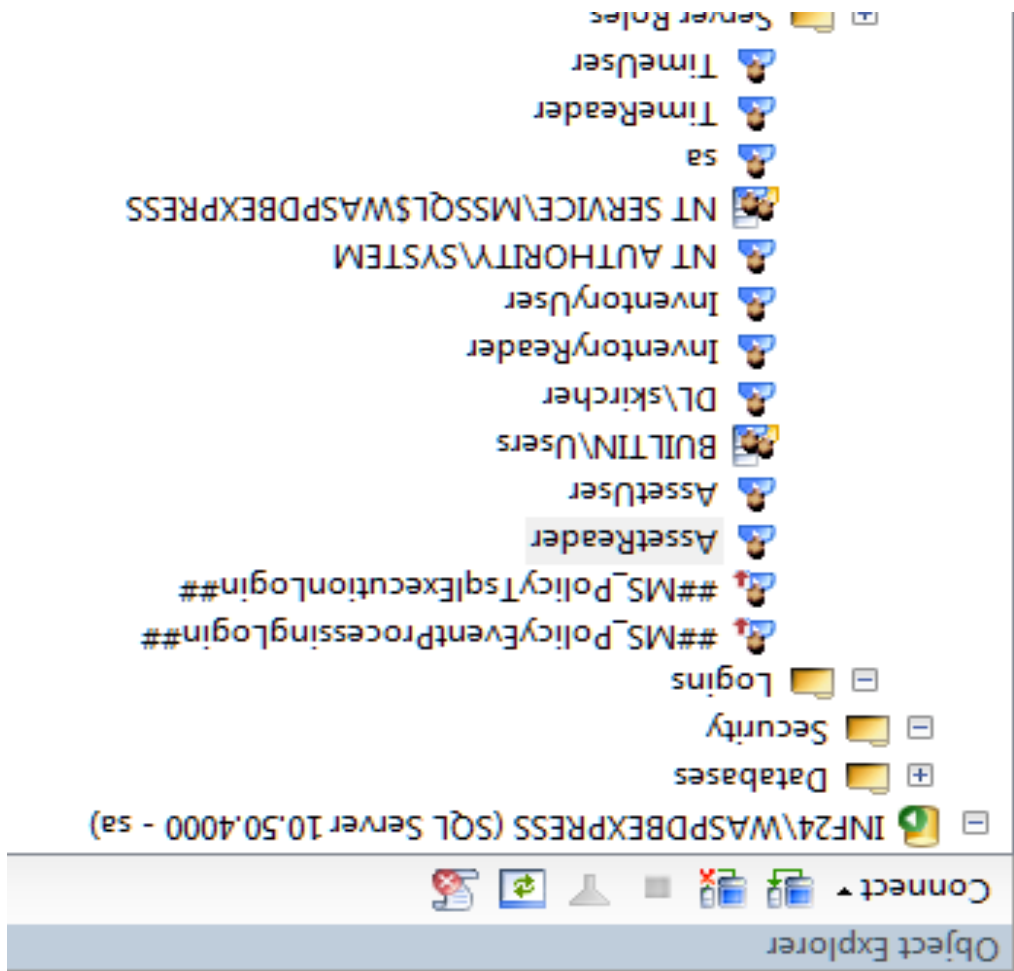 Object Explorer
Connect
INF24\WASPDBEXPRESS (SQL Server 10.50.4000 - sa)
Databases
Security
Logins
##MS_PolicyEventProcessingLogin##
##MS_PolicyTsqlExecutionLogin##
AssetReader
AssetUser
BUILTIN\Users
DL\skircher
InventoryReader
InventoryUser
NT AUTHORITY\SYSTEM
NT SERVICE\MSSQL$WASPDBEXPRESS
sa
TimeReader
TimeUser
Server Roles